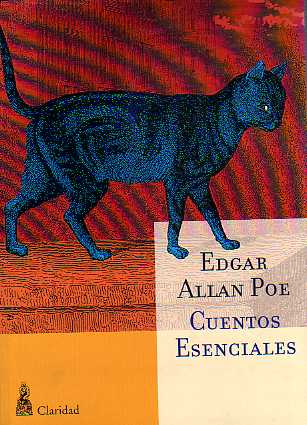 EDGAR
ALLAN POE
CUENTOS
ESENCIALES
Claridad